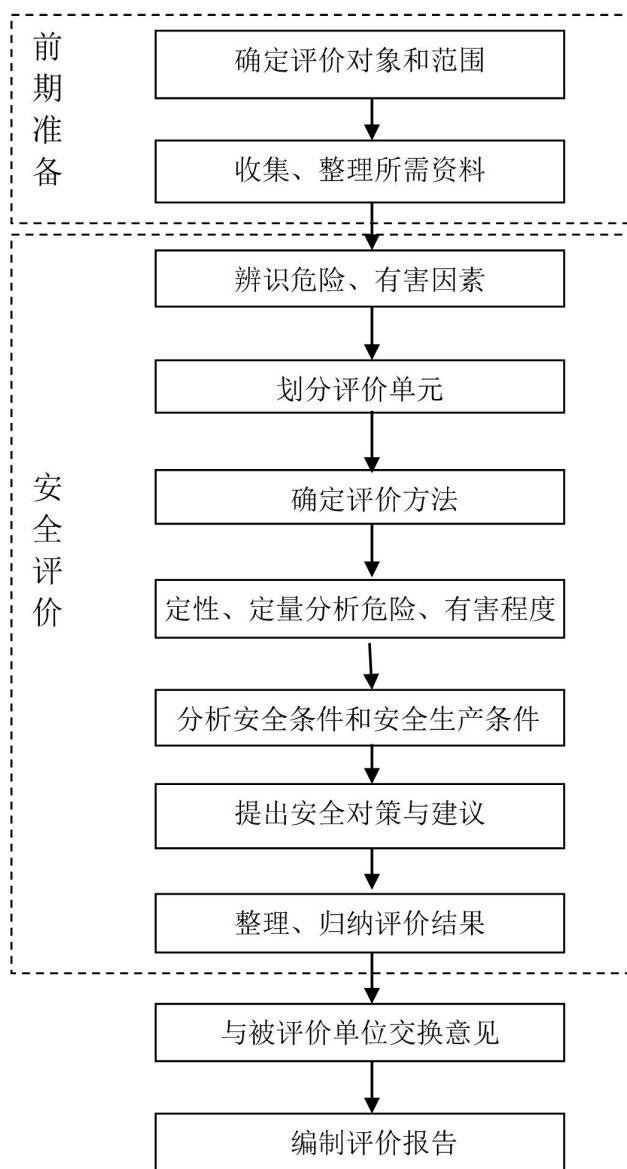 前期准备
确定评价对象和范围
收集、整理所需资料
安全评价
辨识危险、有害因素
划分评价单元
确定评价方法
定性、定量分析危险、有害程度
分析安全条件和安全生产条件
提出安全对策与建议
整理、归纳评价结果
与被评价单位交换意见
编制评价报告